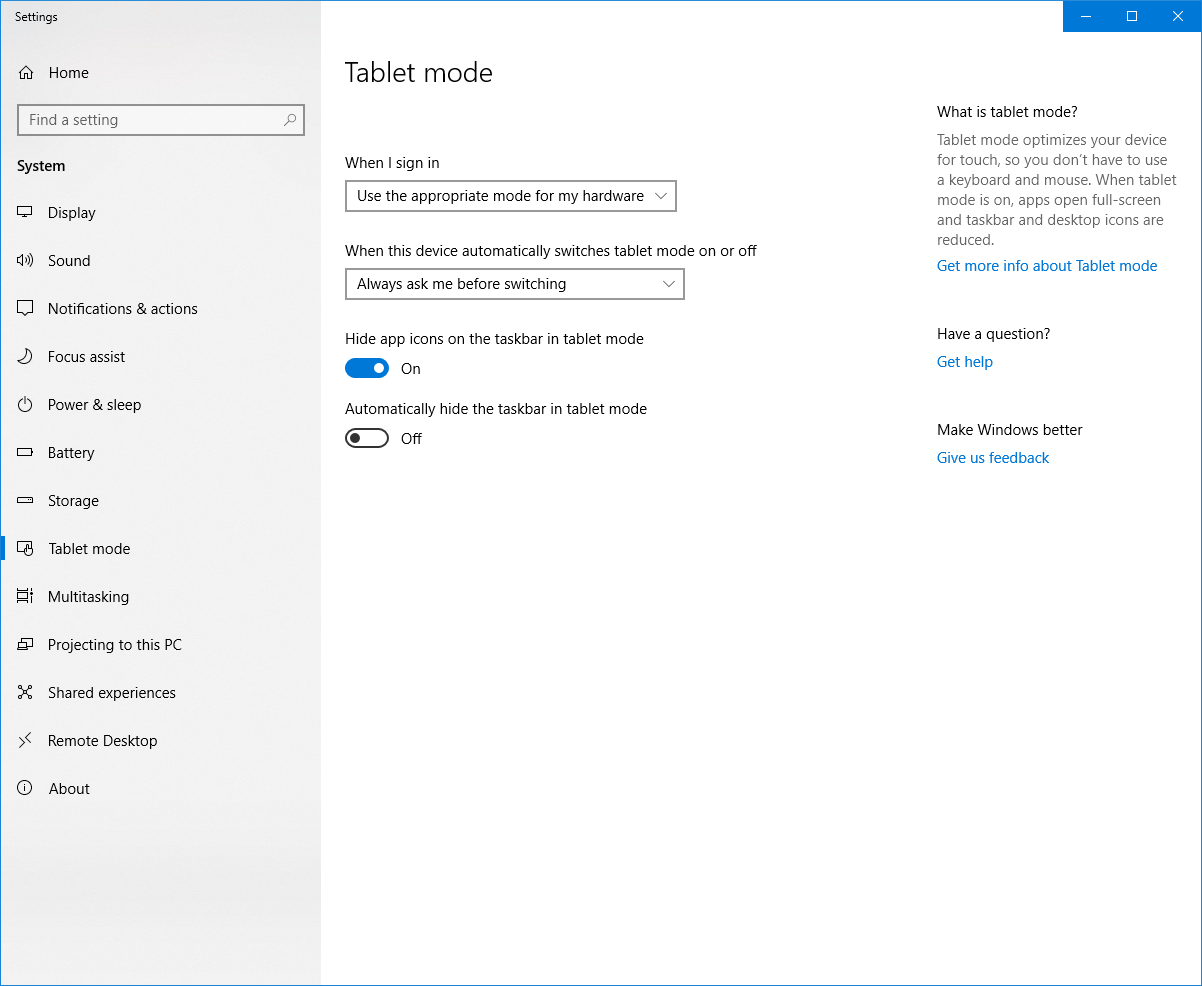 Settings
Home
Find a setting
System
Display
Sound
Notifications & actions
Focus assist
Power & sleep
Battery
Storage
Tablet mode
Multitasking
Projecting to this PC
Shared experiences
Remote Desktop
About
Tablet mode
When I sign in
Use the appropriate mode for my hardware
When this device automatically switches tablet mode on or off
Always ask me before switching
Hide app icons on the taskbar in tablet mode
On
Automatically hide the taskbar in tablet mode
Off
What is tablet mode?
Tablet mode optimizes your device
for touch, so you don't have to use
a keyboard and mouse. When tablet
mode is on, apps open full-screen
and taskbar and desktop icons are
reduced.
Get more info about Tablet mode
Have a question?
Get help
Make Windows better
Give us feedback